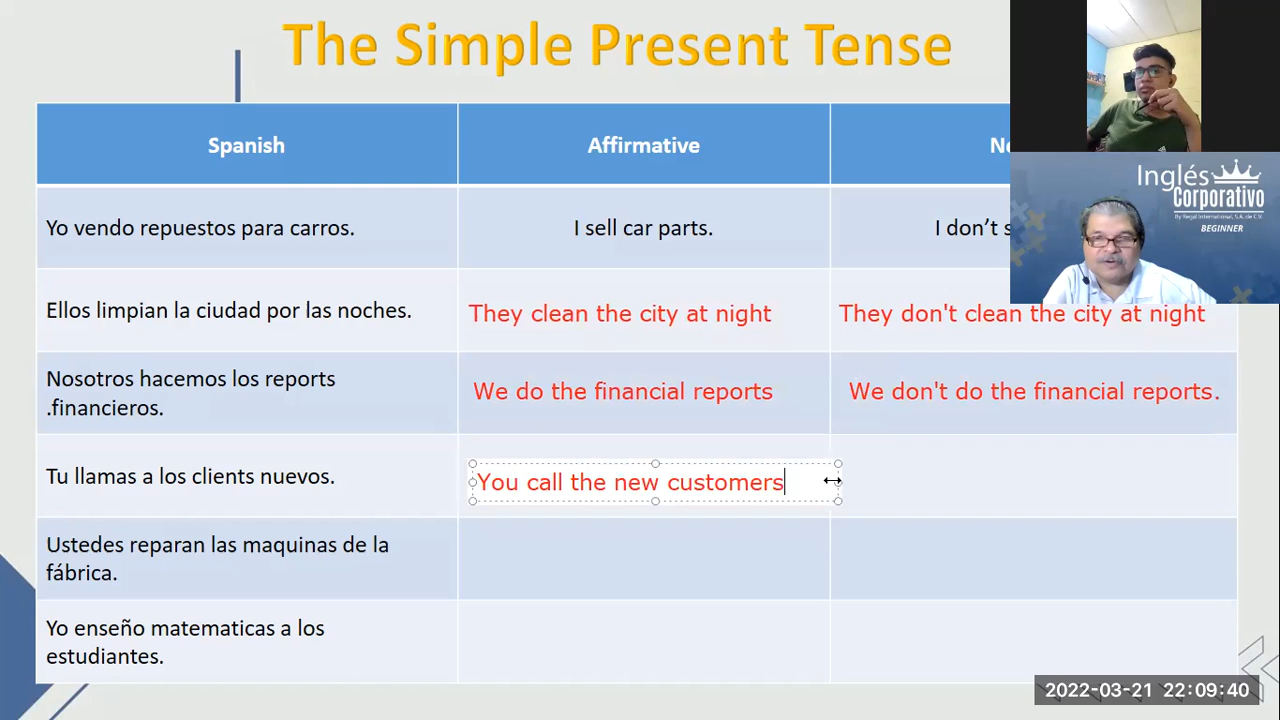 The Simple Present Tense
Spanish
Affirmative
Yo vendo repuestos para carros.
I sell car parts.
I don't
Ellos limpian la ciudad por las noches.
They clean the city at night
They don't clean the city at night
Nosotros hacemos los reports
.financieros.
We do the financial reports
We don't do the financial reports.
Tu llamas a los clients nuevos.
You call the new customers
Ustedes reparan las maquinas de la
fábrica.
Yo enseño matematicas a los
estudiantes.
Inglés
Corporativo
By Regal International, S.A. de C.V.
BEGINNER
2022-03-21 22:09:40